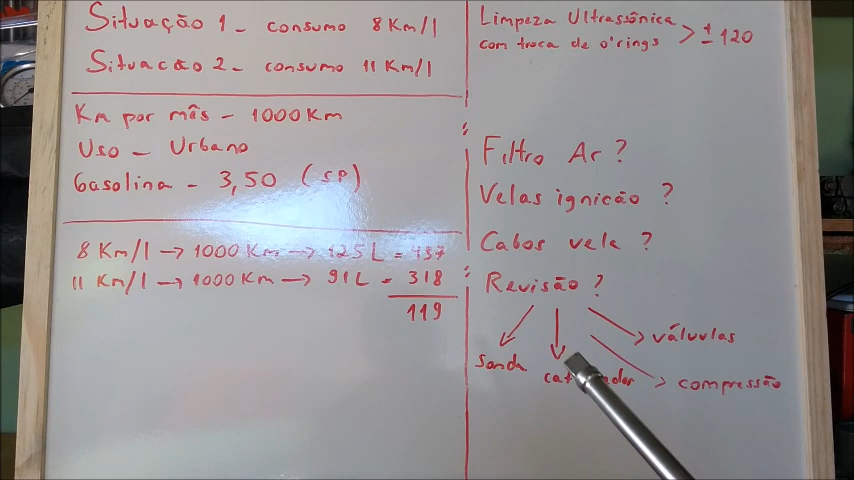 Situação 1 - consumo 8 Km/l
Situacão 2 - consumo 11 Km/l
Km por mês - 1000 Km
Uso - Urbano
Gasolina - 3,50 (SP)
8 Km/l → 1000 Km → 125 L = 437
11 Km/l → 1000 Km → 91 L = 318
119
Limpeza Ultrassônica
com troca de o'rings > ± 120
Filtro Ar ?
Velas ignicão ?
Cabos vela ?
Revisão ?
válvulas
Sonda
compressão